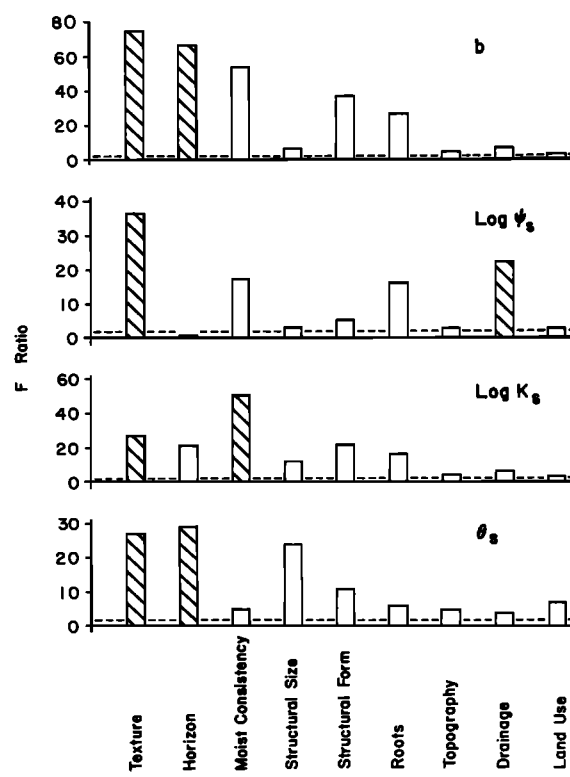 80
60
40
20
0
b
40
30
20
10
0
Log ψs
F Ratio
60
40
20
0
Log Ks
30
20
10
0
θs
Texture
Horizon
Moist Consistency
Structural Size
Structural Form
Roots
Topography
Drainage
Land Use